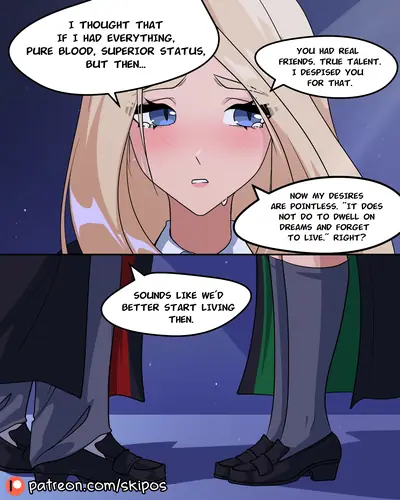 I THOUGHT THAT
IF I HAD EVERYTHING,
PURE BLOOD, SUPERIOR STATUS,
BUT THEN...
YOU HAD REAL
FRIENDS, TRUE TALENT.
I DESPISED YOU
FOR THAT.
NOW MY DESIRES
ARE POINTLESS. "IT DOES
NOT DO TO DWELL ON
DREAMS AND FORGET
TO LIVE," RIGHT?
SOUNDS LIKE WE'D
BETTER START LIVING
THEN.
patreon.com/skipos